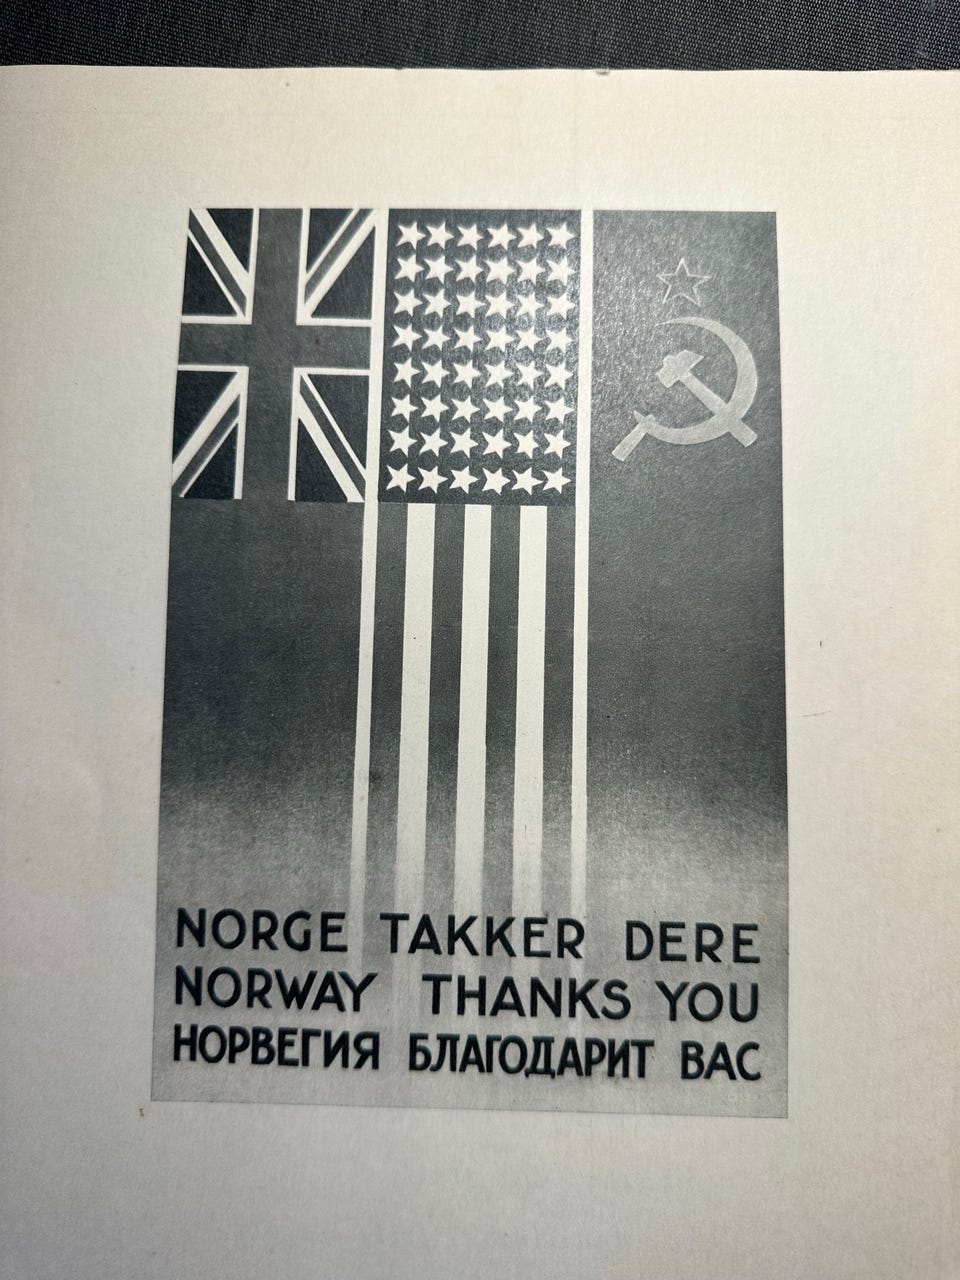 NORGE TAKKER DERE
NORWAY THANKS YOU
НОРВЕГИЯ БЛАГОДАРИТ ВАС